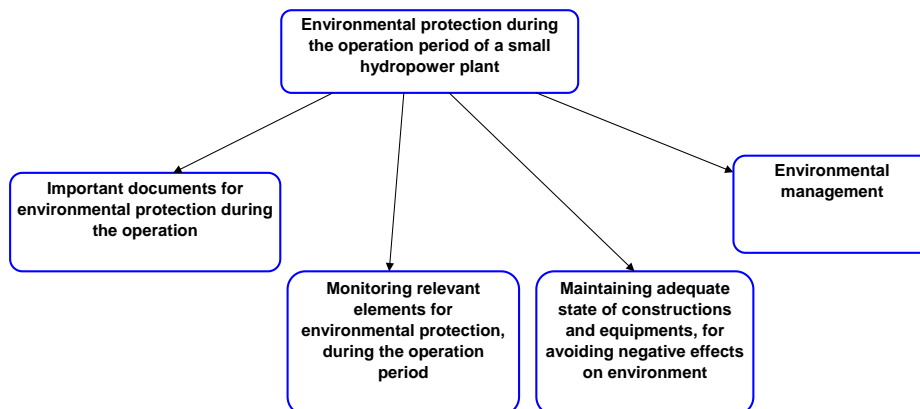 Environmental protection during
the operation period of a small
hydropower plant
Important documents for
environmental protection during
the operation
Environmental
management
Monitoring relevant
elements for
environmental protection,
during the operation
period
Maintaining adequate
state of constructions
and equipments, for
avoiding negative effects
on environment